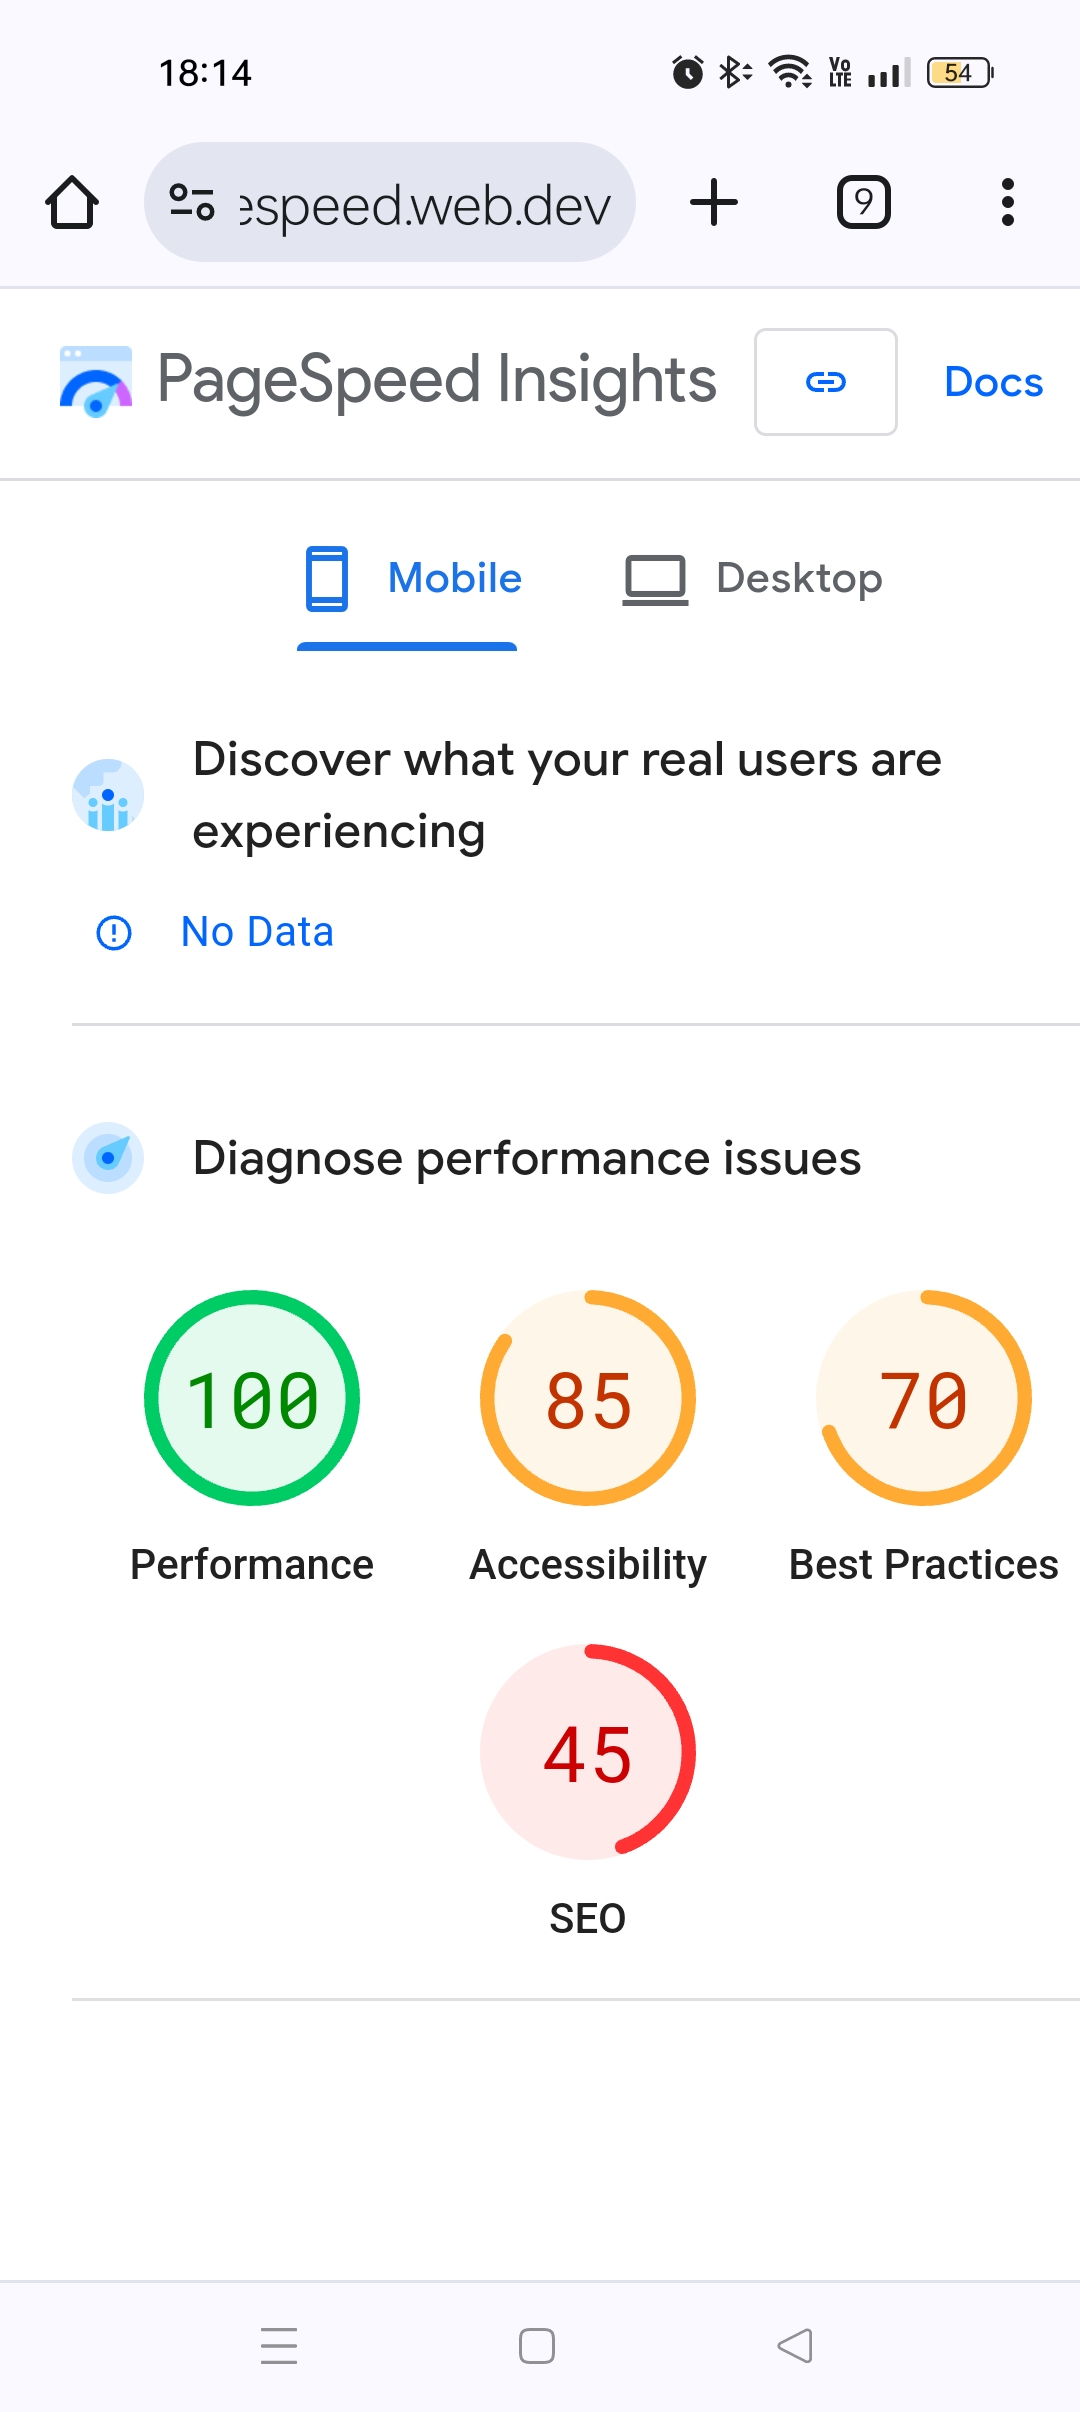 18:14
Vo
LTE
54
espeed.web.dev
9
PageSpeed Insights
Docs
Mobile
Desktop
Discover what your real users are
experiencing
No Data
Diagnose performance issues
100
85
70
Performance
Accessibility
Best Practices
45
SEO